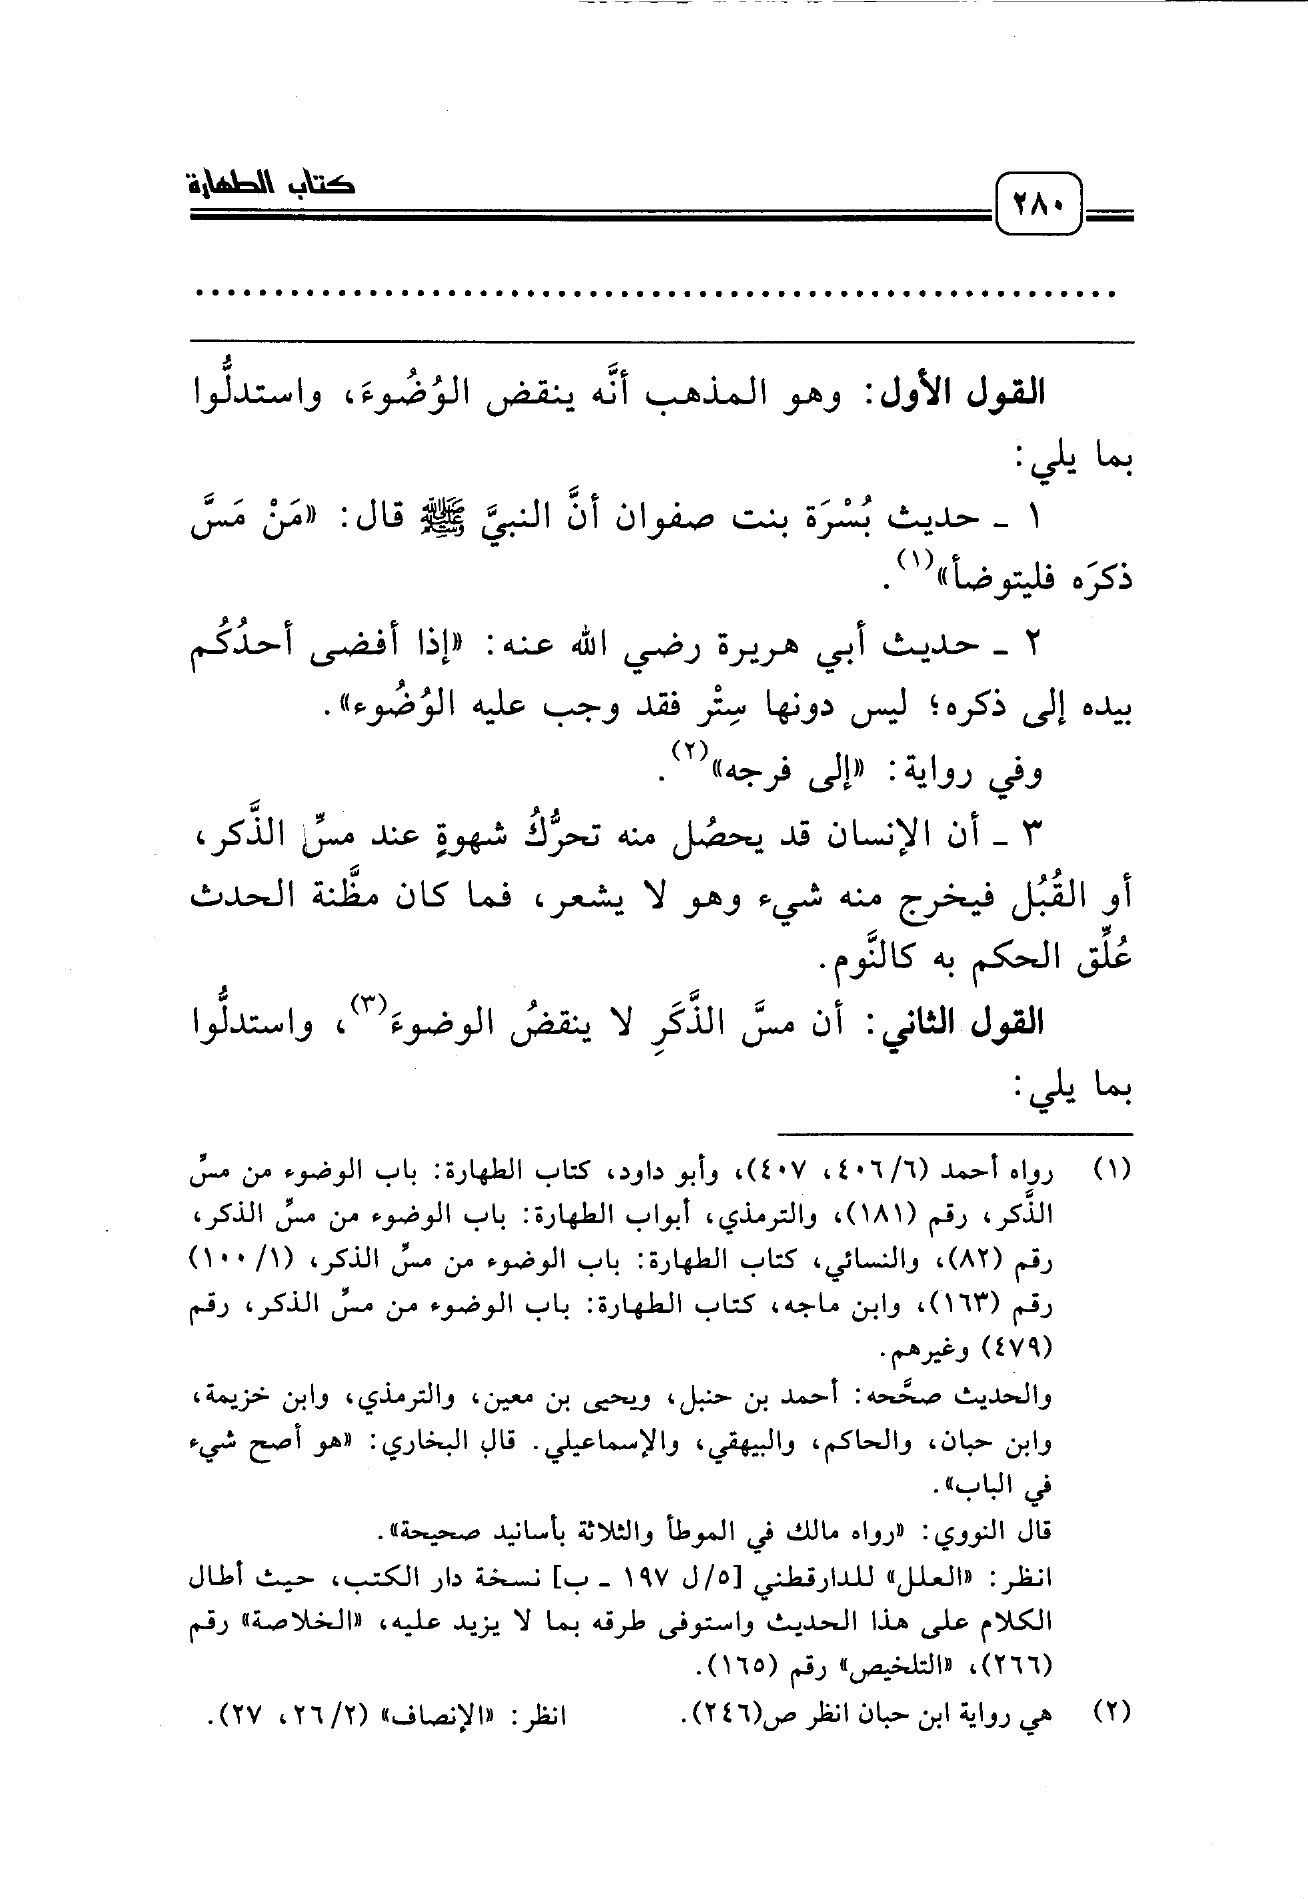 كتاب الطهارة
٢٨٠
القول الأول: وهو المذهب أنَّه ينقض الوُضُوءَ، واستدلُّوا
بما يلي:
١ ـ حديث بُسْرَة بنت صفوان أنَّ النبيَّ ﷺ قال: «مَنْ مَسَّ
ذكرَه فليتوضأ»(١).
٢ ـ حديث أبي هريرة رضي الله عنه: «إذا أفضى أحدُكُم
بيده إلى ذكره؛ ليس دونها سِتْر فقد وجب عليه الوُضُوء».
وفي رواية: «إلى فرجه»(٢).
٣ ـ أن الإنسان قد يحصُل منه تحرُّكُ شهوةٍ عند مسِّ الذَّكر،
أو القُبُل فيخرج منه شيء وهو لا يشعر، فما كان مظَّنة الحدث
عُلِّق الحكم به كالنَّوم.
القول الثاني: أن مسَّ الذَّكَرِ لا ينقضُ الوضوءَ(٣)، واستدلُّوا
بما يلي:
(١) رواه أحمد (٦/ ٤٠٦، ٤٠٧)، وأبو داود، كتاب الطهارة: باب الوضوء من مسِّ
الذَّكر، رقم (١٨١)، والترمذي، أبواب الطهارة: باب الوضوء من مسِّ الذكر،
رقم (٨٢)، والنسائي، كتاب الطهارة: باب الوضوء من مسِّ الذكر، (١/ ١٠٠)
رقم (١٦٣)، وابن ماجه، كتاب الطهارة: باب الوضوء من مسِّ الذكر، رقم
(٤٧٩) وغيرهم.
والحديث صحَّحه: أحمد بن حنبل، ويحيى بن معين، والترمذي، وابن خزيمة،
وابن حبان، والحاكم، والبيهقي، والإسماعيلي. قال البخاري: «هو أصح شيء
في الباب».
قال النووي: «رواه مالك في الموطأ والثلاثة بأسانيد صحيحة».
انظر: «العلل» للدارقطني [٥/ل ١٩٧ ـ ب] نسخة دار الكتب، حيث أطال
الكلام على هذا الحديث واستوفى طرقه بما لا يزيد عليه، «الخلاصة» رقم
(٢٦٦)، «التلخيص» رقم (١٦٥).
(٢) هي رواية ابن حبان انظر ص(٢٤٦). انظر: «الإنصاف» (٢/ ٢٦، ٢٧).